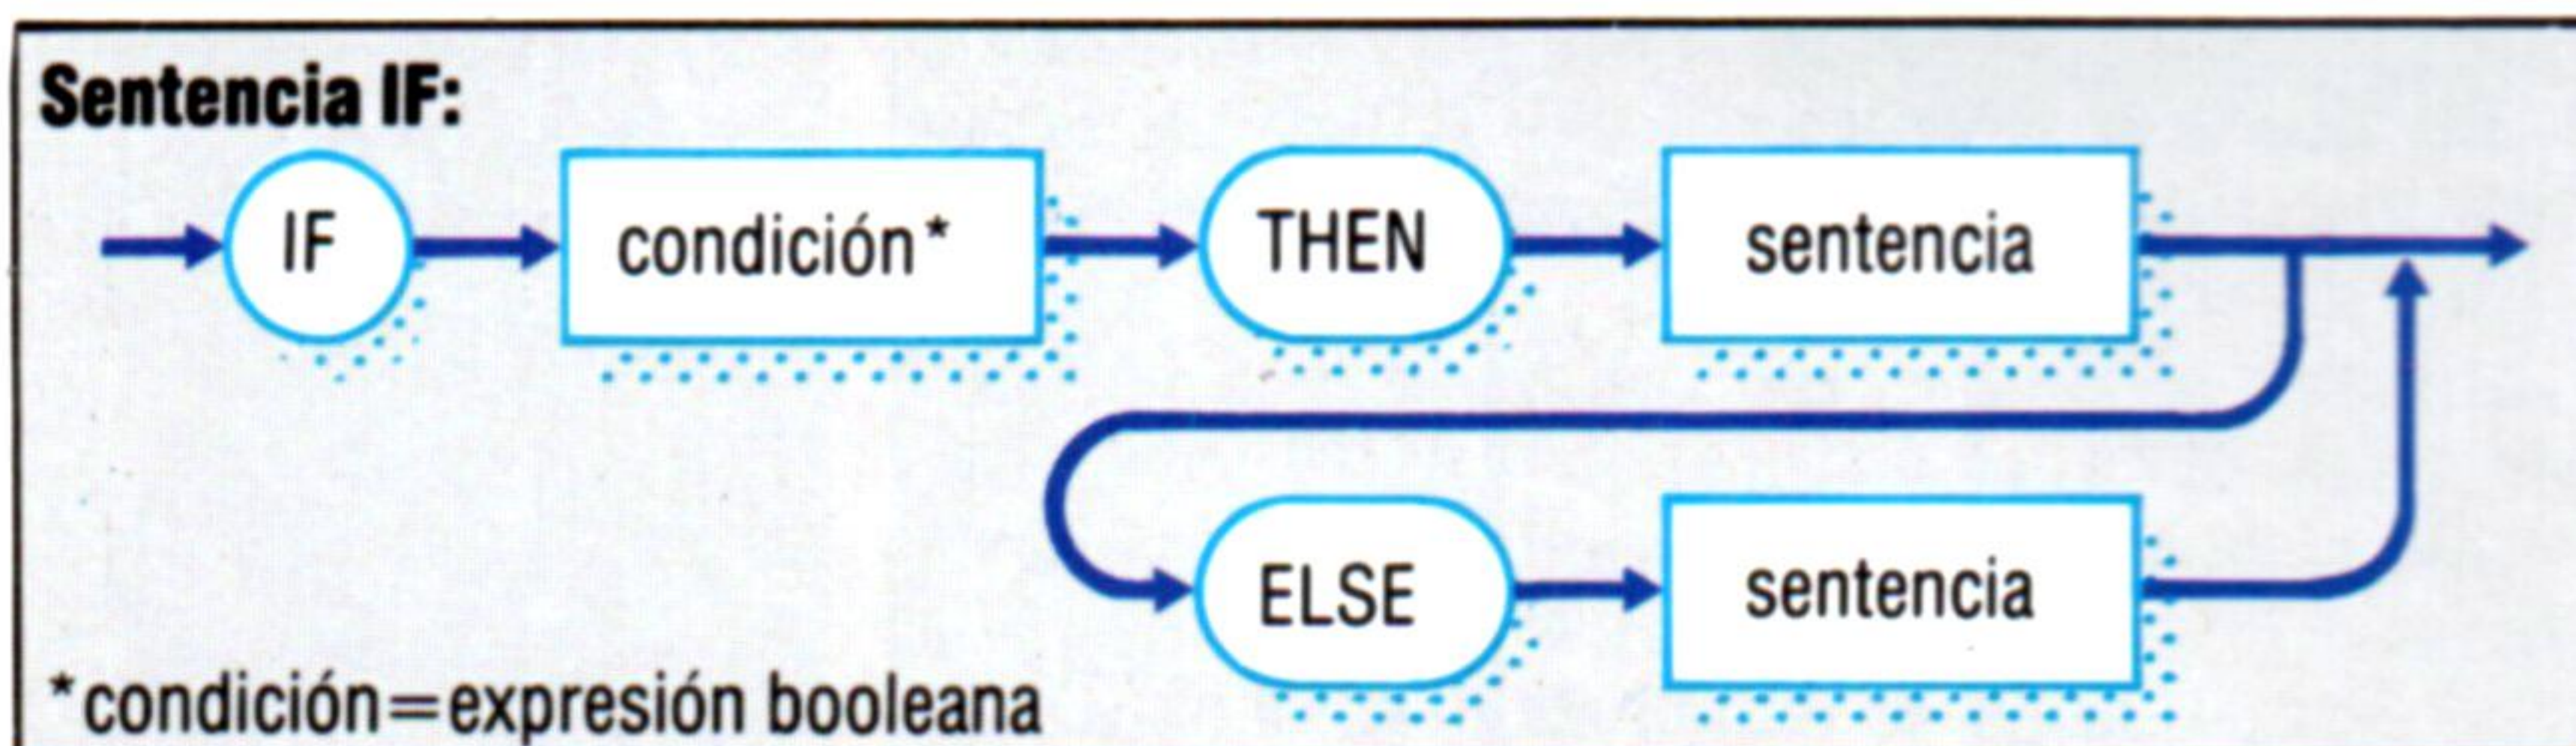 Sentencia IF:
IF condición* THEN sentencia
ELSE sentencia
*condición=expresión booleana